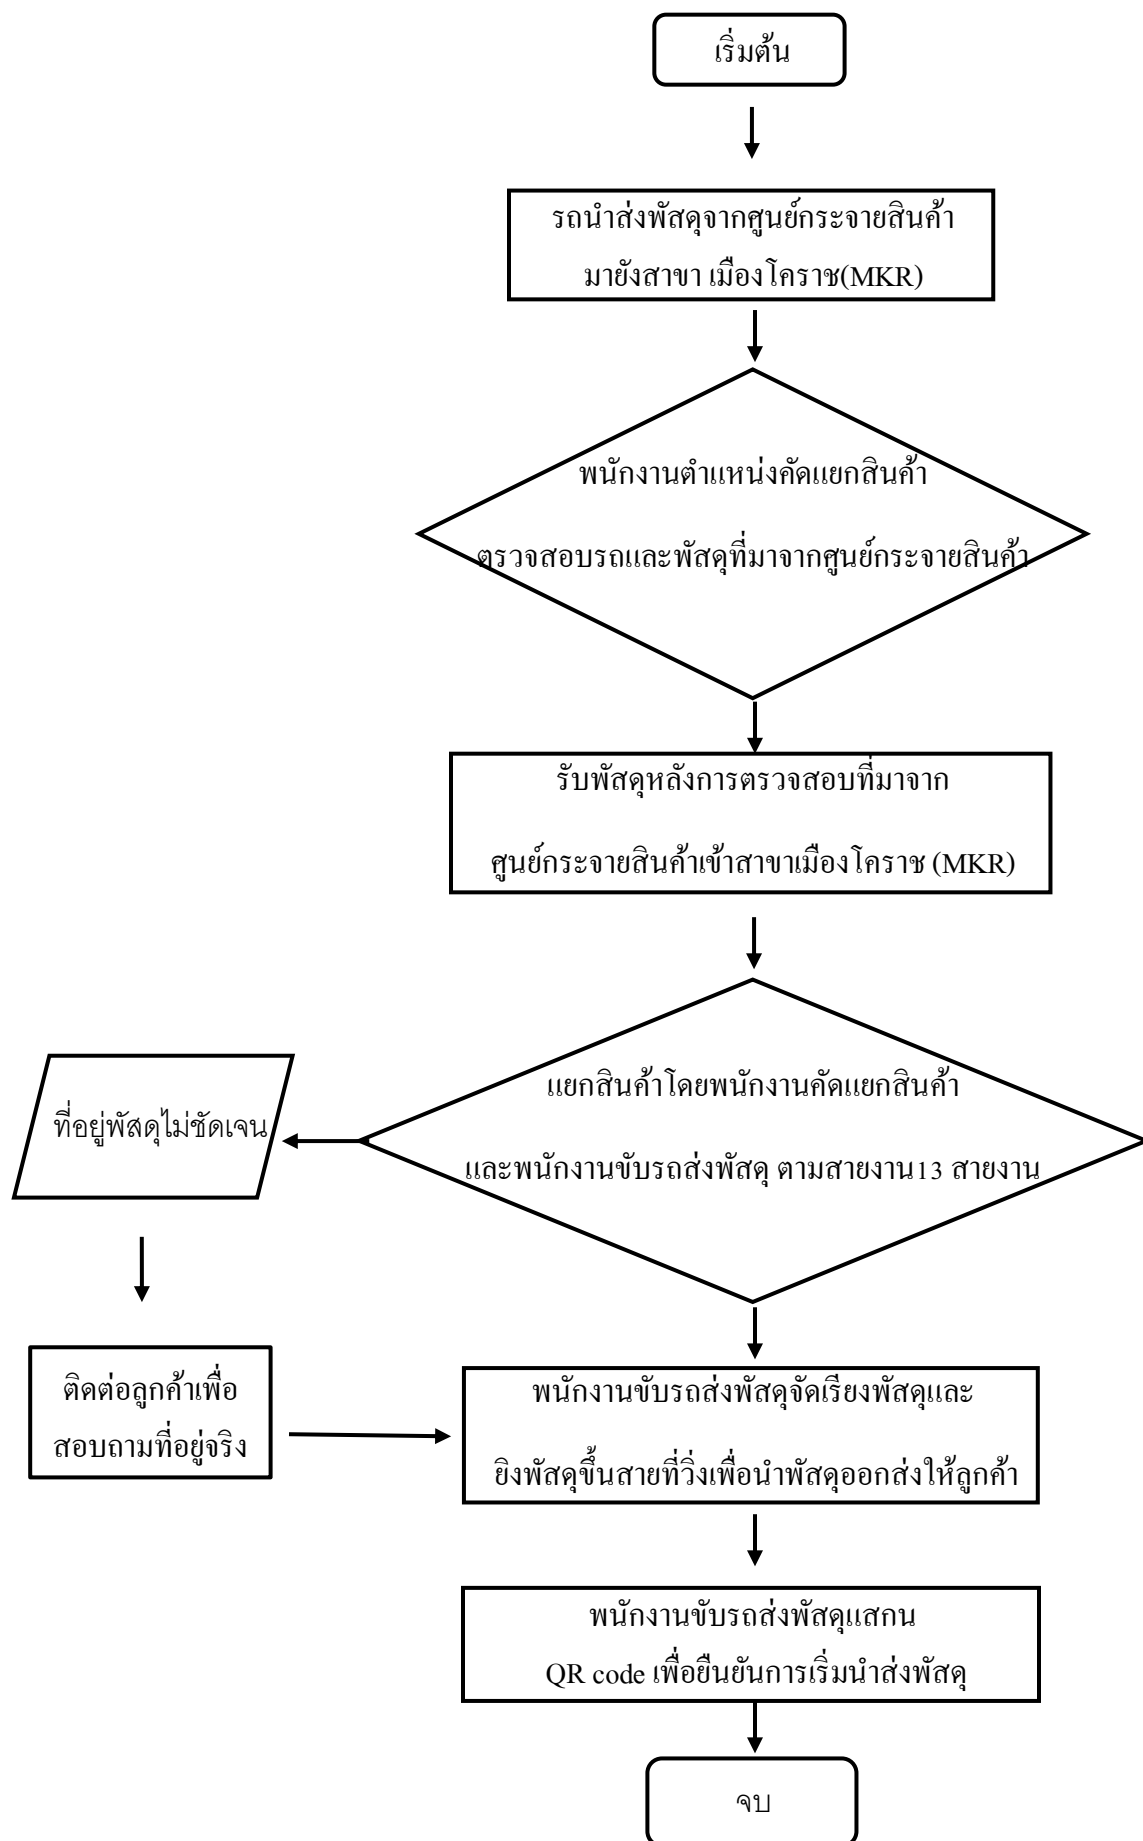 เริ่มต้น
รถนำส่งพัสดุจากศูนย์กระจายสินค้า
มายังสาขา เมืองโคราช(MKR)
พนักงานตำแหน่งคัดแยกสินค้า
ตรวจสอบรถและพัสดุที่มาจากศูนย์กระจายสินค้า
รับพัสดุหลังการตรวจสอบที่มาจาก
ศูนย์กระจายสินค้าเข้าสาขาเมืองโคราช (MKR)
แยกสินค้าโดยพนักงานคัดแยกสินค้า
และพนักงานขับรถส่งพัสดุ ตามสายงาน13 สายงาน
ที่อยู่พัสดุไม่ชัดเจน
ติดต่อลูกค้าเพื่อ
สอบถามที่อยู่จริง
พนักงานขับรถส่งพัสดุจัดเรียงพัสดุและ
ยิงพัสดุขึ้นสายที่วิ่งเพื่อนำพัสดุออกส่งให้ลูกค้า
พนักงานขับรถส่งพัสดุแสกน
QR code เพื่อยืนยันการเริ่มนำส่งพัสดุ
จบ